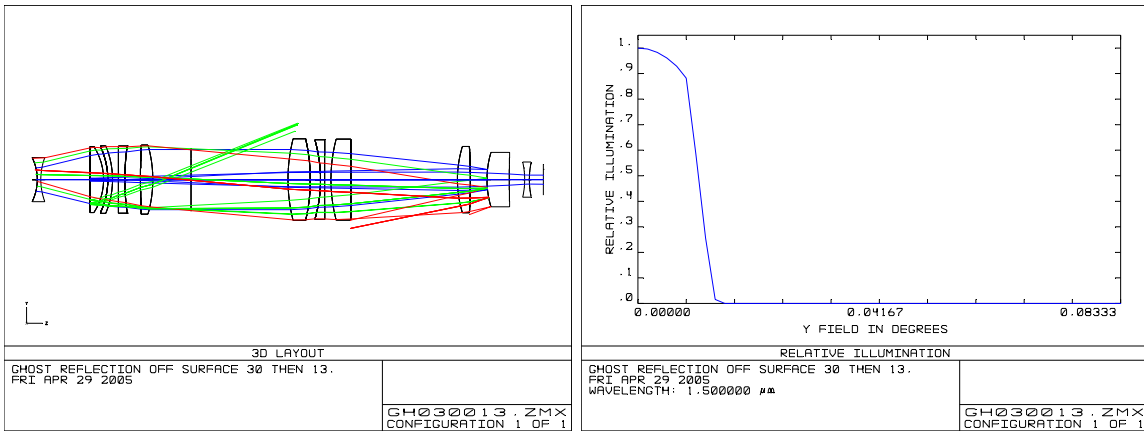 Y
Z
3D LAYOUT
GHOST REFLECTION OFF SURFACE 30 THEN 13.
FRI APR 29 2005
GH030013.ZMX
CONFIGURATION 1 OF 1
1.
.9
.8
.7
.6
.5
.4
.3
.2
.1
.0
RELATIVE ILLUMINATION
0.00000
0.04167
0.08333
Y FIELD IN DEGREES
RELATIVE ILLUMINATION
GHOST REFLECTION OFF SURFACE 30 THEN 13.
FRI APR 29 2005
WAVELENGTH: 1.500000 µm
GH030013.ZMX
CONFIGURATION 1 OF 1